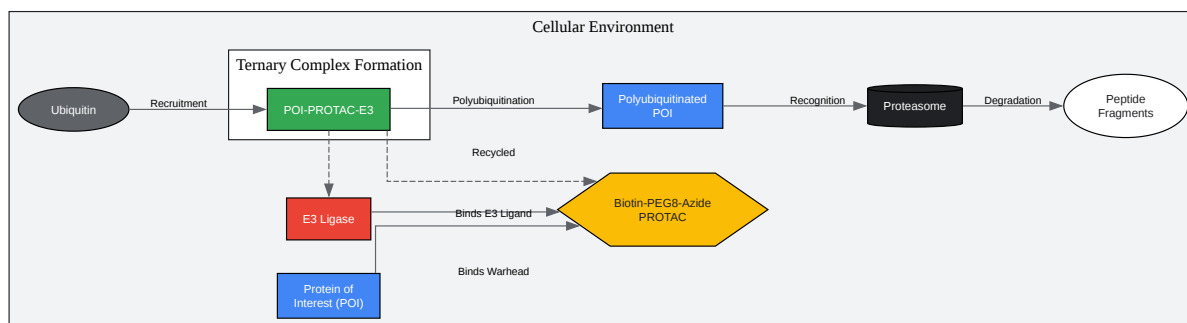 Cellular Environment
Ternary Complex Formation
Ubiquitin
Recruitment
POI-PROTAC-E3
Polyubiquitination
Polyubiquitinated
POI
Recognition
Proteasome
Degradation
Peptide
Fragments
Recycled
E3 Ligase
Binds E3 Ligand
Biotin-PEG8-Azide
PROTAC
Protein of
Interest (POI)
Binds Warhead